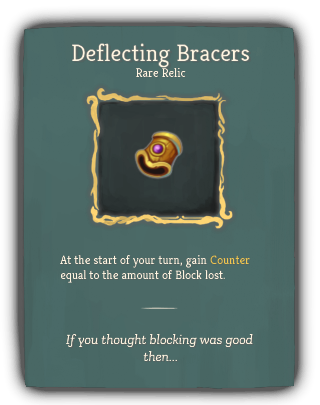 Deflecting Bracers
Rare Relic
At the start of your turn, gain Counter
equal to the amount of Block lost.
If you thought blocking was good
then...